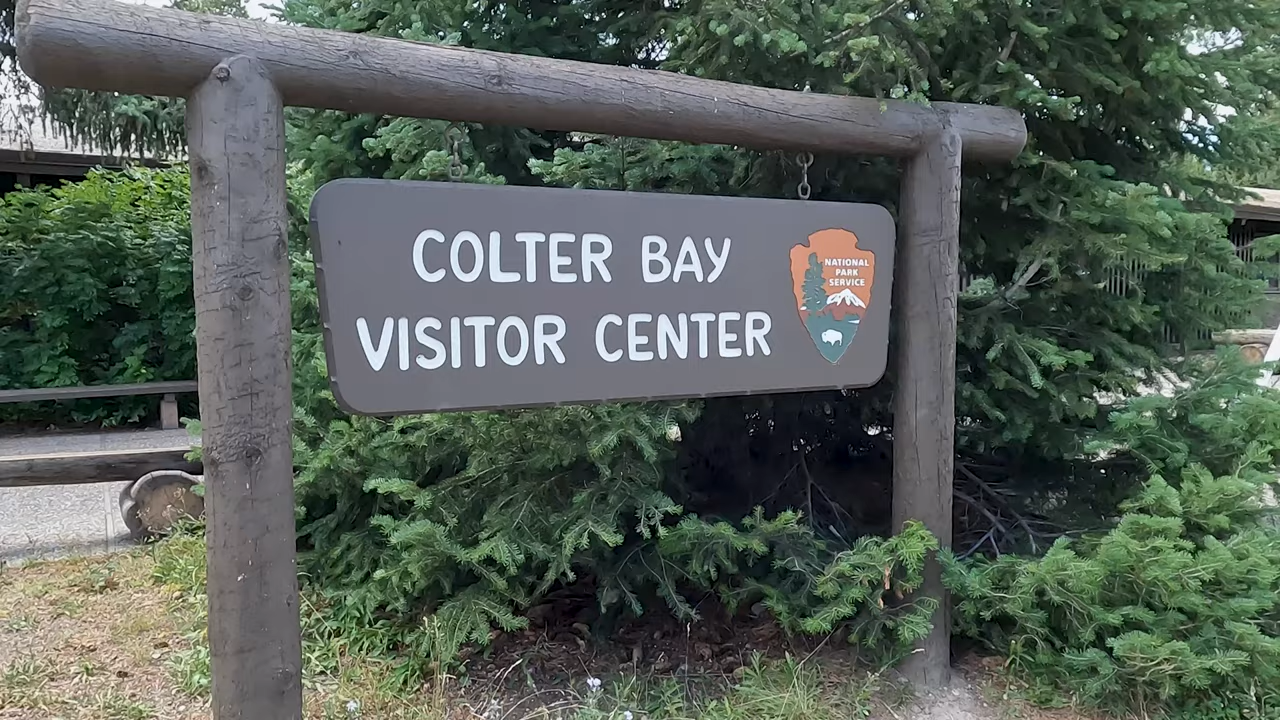 COLTER BAY
VISITOR CENTER
NATIONAL
PARK
SERVICE